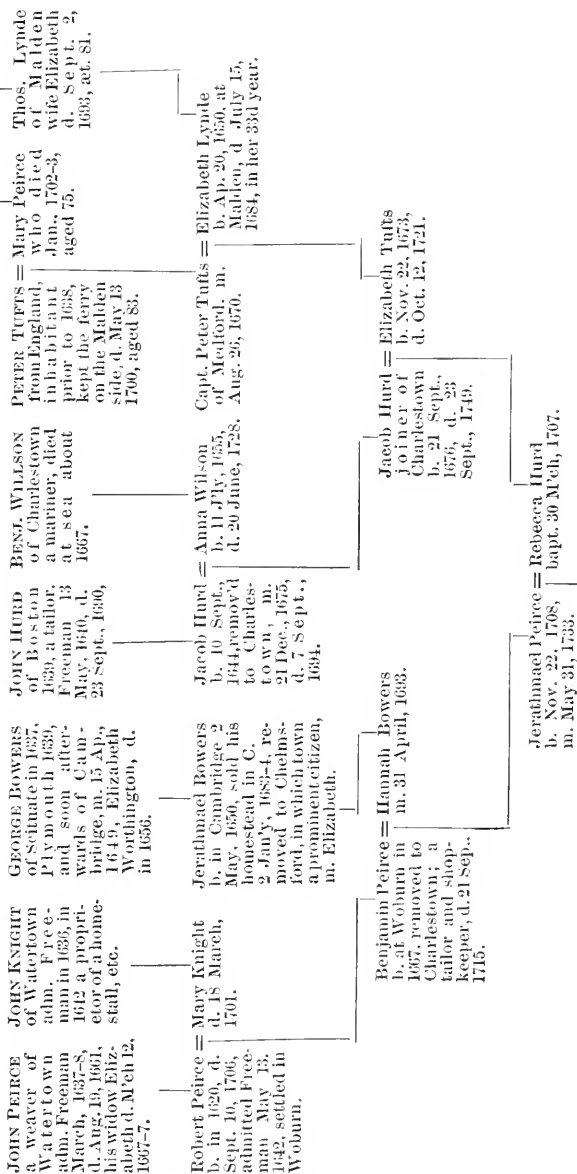 JOHN PEIRCE
a weaver of
Watertown
adm. Freeman
March, 1637-8,
d. Aug. 19, 1661,
his widow Eliz-
abeth d. M'ch 12,
1667-7.
JOHN KNIGHT
of Watertown
adm. Free-
man in 1636, in
1642 a propri-
etor of a home-
stall, etc.
GEORGE BOWERS
of Scituate in 1637,
Plymouth 1639,
and soon after-
wards of Cam-
bridge, m. 15 Ap.,
1649, Elizabeth
Worthington, d.
in 1656.
JOHN HURD
of Boston
1639, a tailor.
Freeman 13
May, 1640, d.
23 Sept., 1690,
BENJ. WILLSON
of Charlestown
a mariner, died
at sea about
1667.
PETER TUFTS = Mary Peirce
from England,
inhabitant
prior to 1638,
kept the ferry
on the Malden
side, d. May 13
1700, aged 83.
who died
Jan., 1702-3,
aged 75.
Thos. Lynde
of Malden
wife Elizabeth
d. Sept. 2,
1693, æt. 81.
Robert Peirce = Mary Knight
b. in 1620, d.
Sept. 10, 1706,
admitted Free-
man May 13,
1642, settled in
Woburn.
d. 18 March,
1701.
Jerathmael Bowers
b. in Cambridge 2
May, 1650, sold his
homestead in C.
2 Jan'y, 1683-4, re-
moved to Chelms-
ford, in which town
a prominent citizen,
m. Elizabeth.
Jacob Hurd = Anna Wilson
b. 10 Sept.,
1644, remov'd
to Charles-
town, m.
21 Dec., 1675,
d. 7 Sept.,
1694.
b. 11 J'ly, 1655,
d. 20 June, 1728.
Capt. Peter Tufts = Elizabeth Lynde
of Medford. m.
Aug. 26, 1670.
b. Ap. 20, 1650, at
Malden, d July 15,
1684, in her 33d year.
Benjamin Peirce = Hannah Bowers
b. at Woburn in
1667, removed to
Charlestown; a
tailor and shop-
keeper, d. 21 Sep.,
1715.
m. 31 April, 1693.
Jacob Hurd = Elizabeth Tufts
joiner of
Charlestown
b. 21 Sept.,
1676, d. 23
Sept., 1749.
b. Nov. 22, 1673,
d. Oct. 12, 1721.
Jerathmael Peirce = Rebecca Hurd
b. Nov. 22, 1708,
m. May 31, 1733.
bapt. 30 M'ch, 1707.